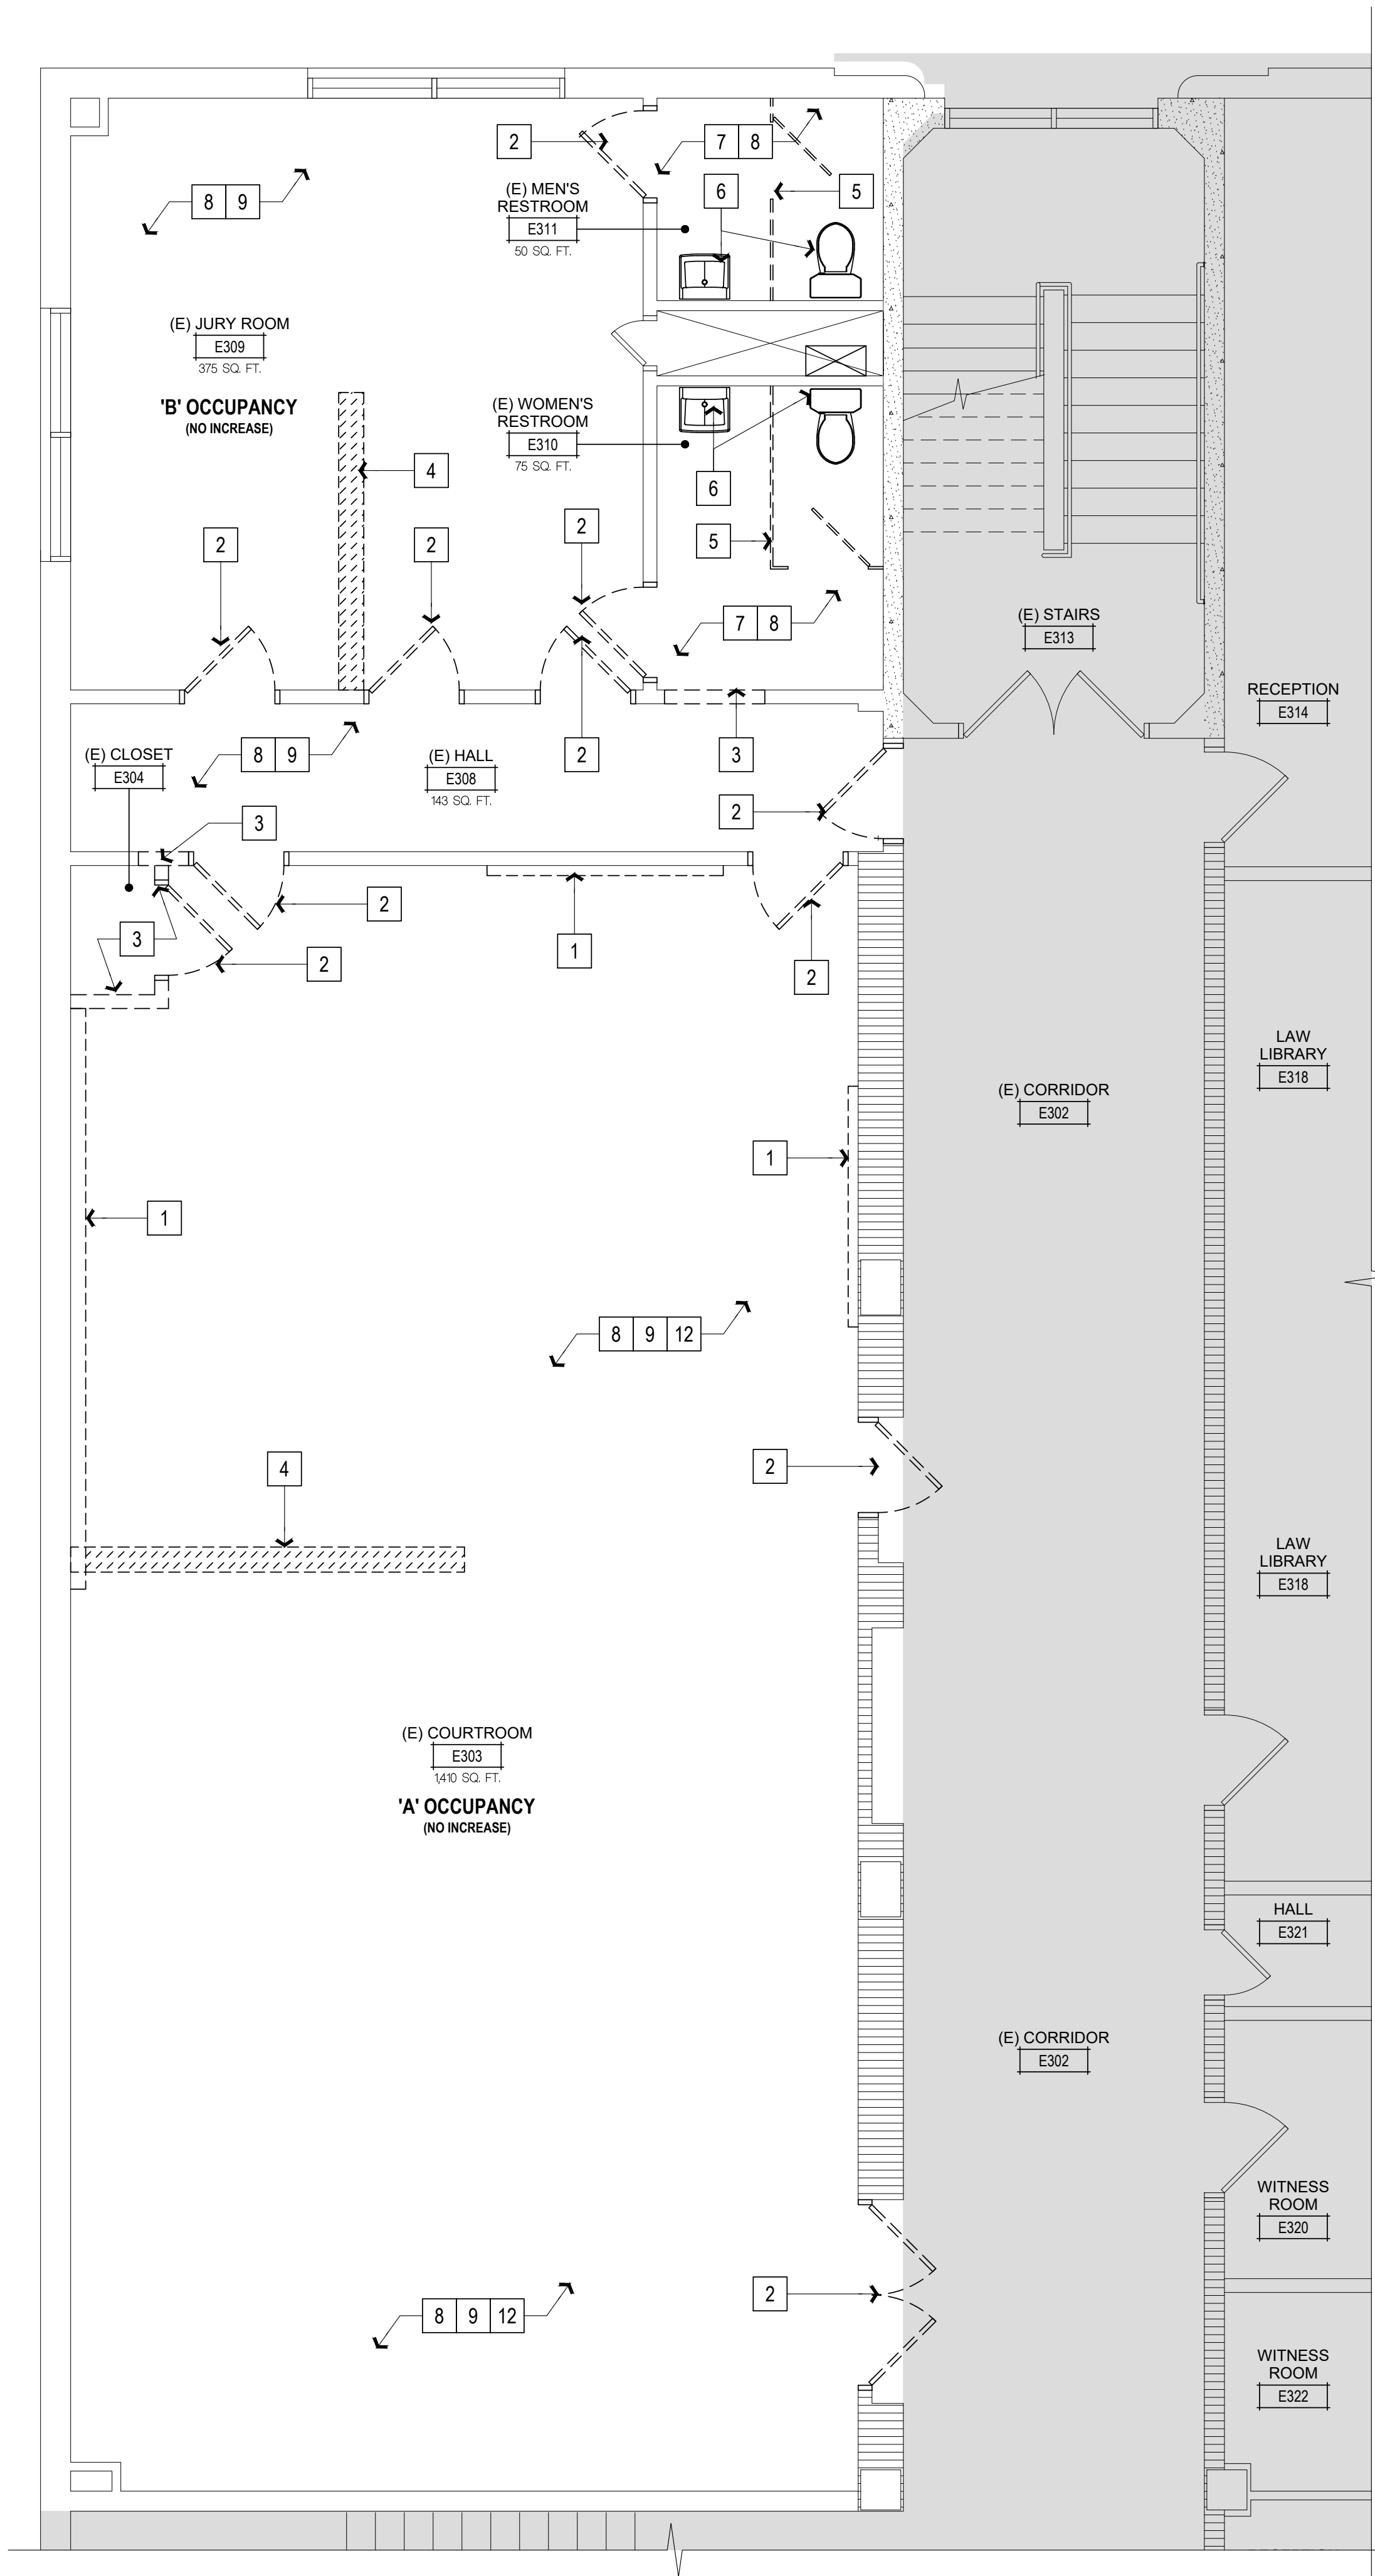 2
7 8
6
5
8 9
(E) MEN'S
RESTROOM
E311
50 SQ. FT.
(E) JURY ROOM
E309
375 SQ. FT.
'B' OCCUPANCY
(NO INCREASE)
(E) WOMEN'S
RESTROOM
E310
75 SQ. FT.
4
6
2
2
2
5
7 8
(E) STAIRS
E313
RECEPTION
E314
(E) CLOSET
E304
8 9
(E) HALL
E308
143 SQ. FT.
2
3
2
3
2
3
2
1
2
LAW
LIBRARY
E318
(E) CORRIDOR
E302
1
1
8 9 12
2
4
LAW
LIBRARY
E318
(E) COURTROOM
E303
1,410 SQ. FT.
'A' OCCUPANCY
(NO INCREASE)
HALL
E321
(E) CORRIDOR
E302
WITNESS
ROOM
E320
2
8 9 12
WITNESS
ROOM
E322